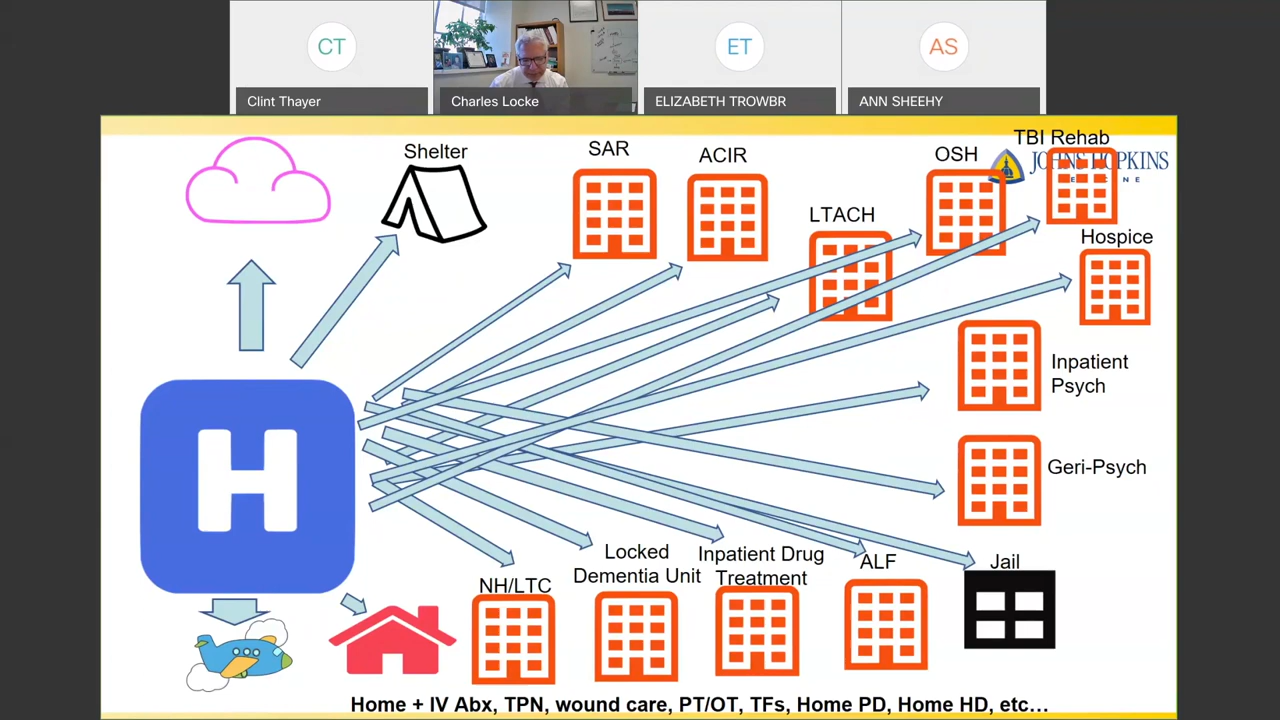 CT
Clint Thayer
Charles Locke
ET
ELIZABETH TROWBR
AS
ANN SHEEHY
Shelter
SAR
ACIR
LTACH
OSH
TBI Rehab
JOHNS HOPKINS
Hospice
Inpatient
Psych
Geri-Psych
H
NH/LTC
Locked
Dementia Unit
Inpatient Drug
Treatment
ALF
Jail
Home + IV Abx, TPN, wound care, PT/OT, TFs, Home PD, Home HD, etc…